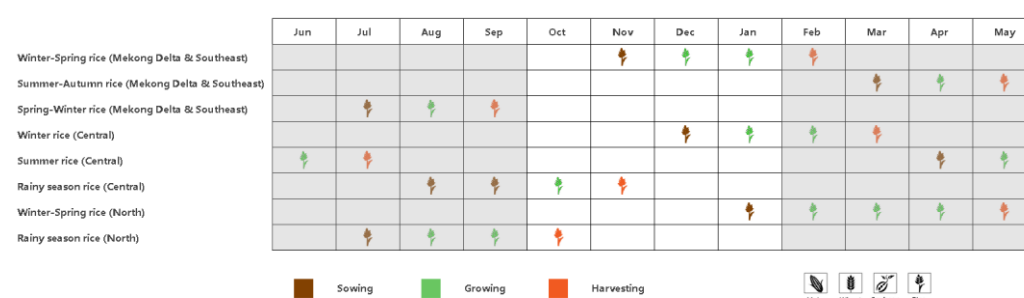 Jun Jul Aug Sep Oct Nov Dec Jan Feb Mar Apr May
Winter-Spring rice (Mekong Delta & Southeast)
Summer-Autumn rice (Mekong Delta & Southeast)
Spring-Winter rice (Mekong Delta & Southeast)
Winter rice (Central)
Summer rice (Central)
Rainy season rice (Central)
Winter-Spring rice (North)
Rainy season rice (North)
Sowing Growing Harvesting